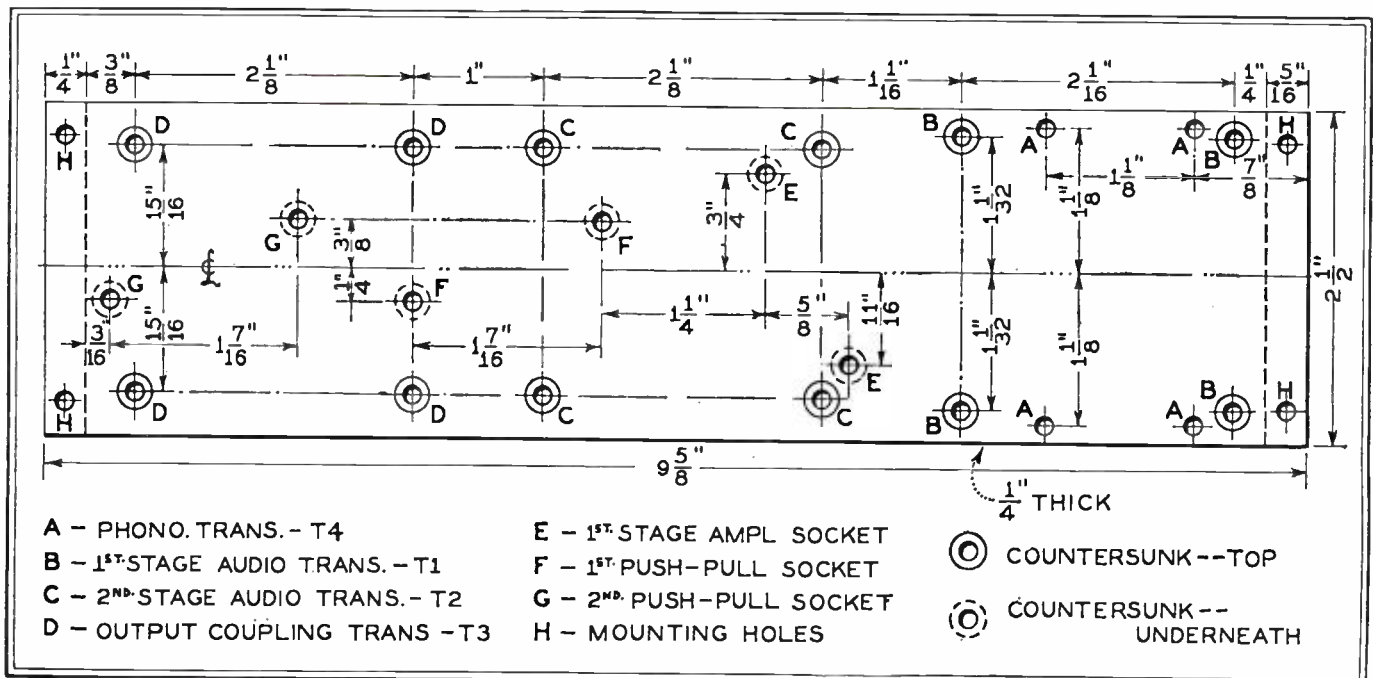 1/4" 3/8" 2 1/8" 1" 2 1/8" 1 1/16" 2 1/16" 1/4" 5/16"
H D D C C B A A B H
15/16" 3/4" E 1 1/32" 1 1/8" 1 1/8" 7/8"
G 3/8" F
℄
G 1/4" F 2 1/2"
3/16" 15/16" 1 7/16" 1 7/16" 1 1/4" 5/8" 11/16" 1 1/32" 1 1/8"
E
H D D C C B A A B H
9 5/8"
1/4" THICK
A – PHONO. TRANS. – T4
B – 1ST. STAGE AUDIO TRANS. – T1
C – 2ND. STAGE AUDIO TRANS. – T2
D – OUTPUT COUPLING TRANS – T3
E – 1ST. STAGE AMPL SOCKET
F – 1ST. PUSH-PULL SOCKET
G – 2ND. PUSH-PULL SOCKET
H – MOUNTING HOLES
COUNTERSUNK--TOP
COUNTERSUNK--
UNDERNEATH